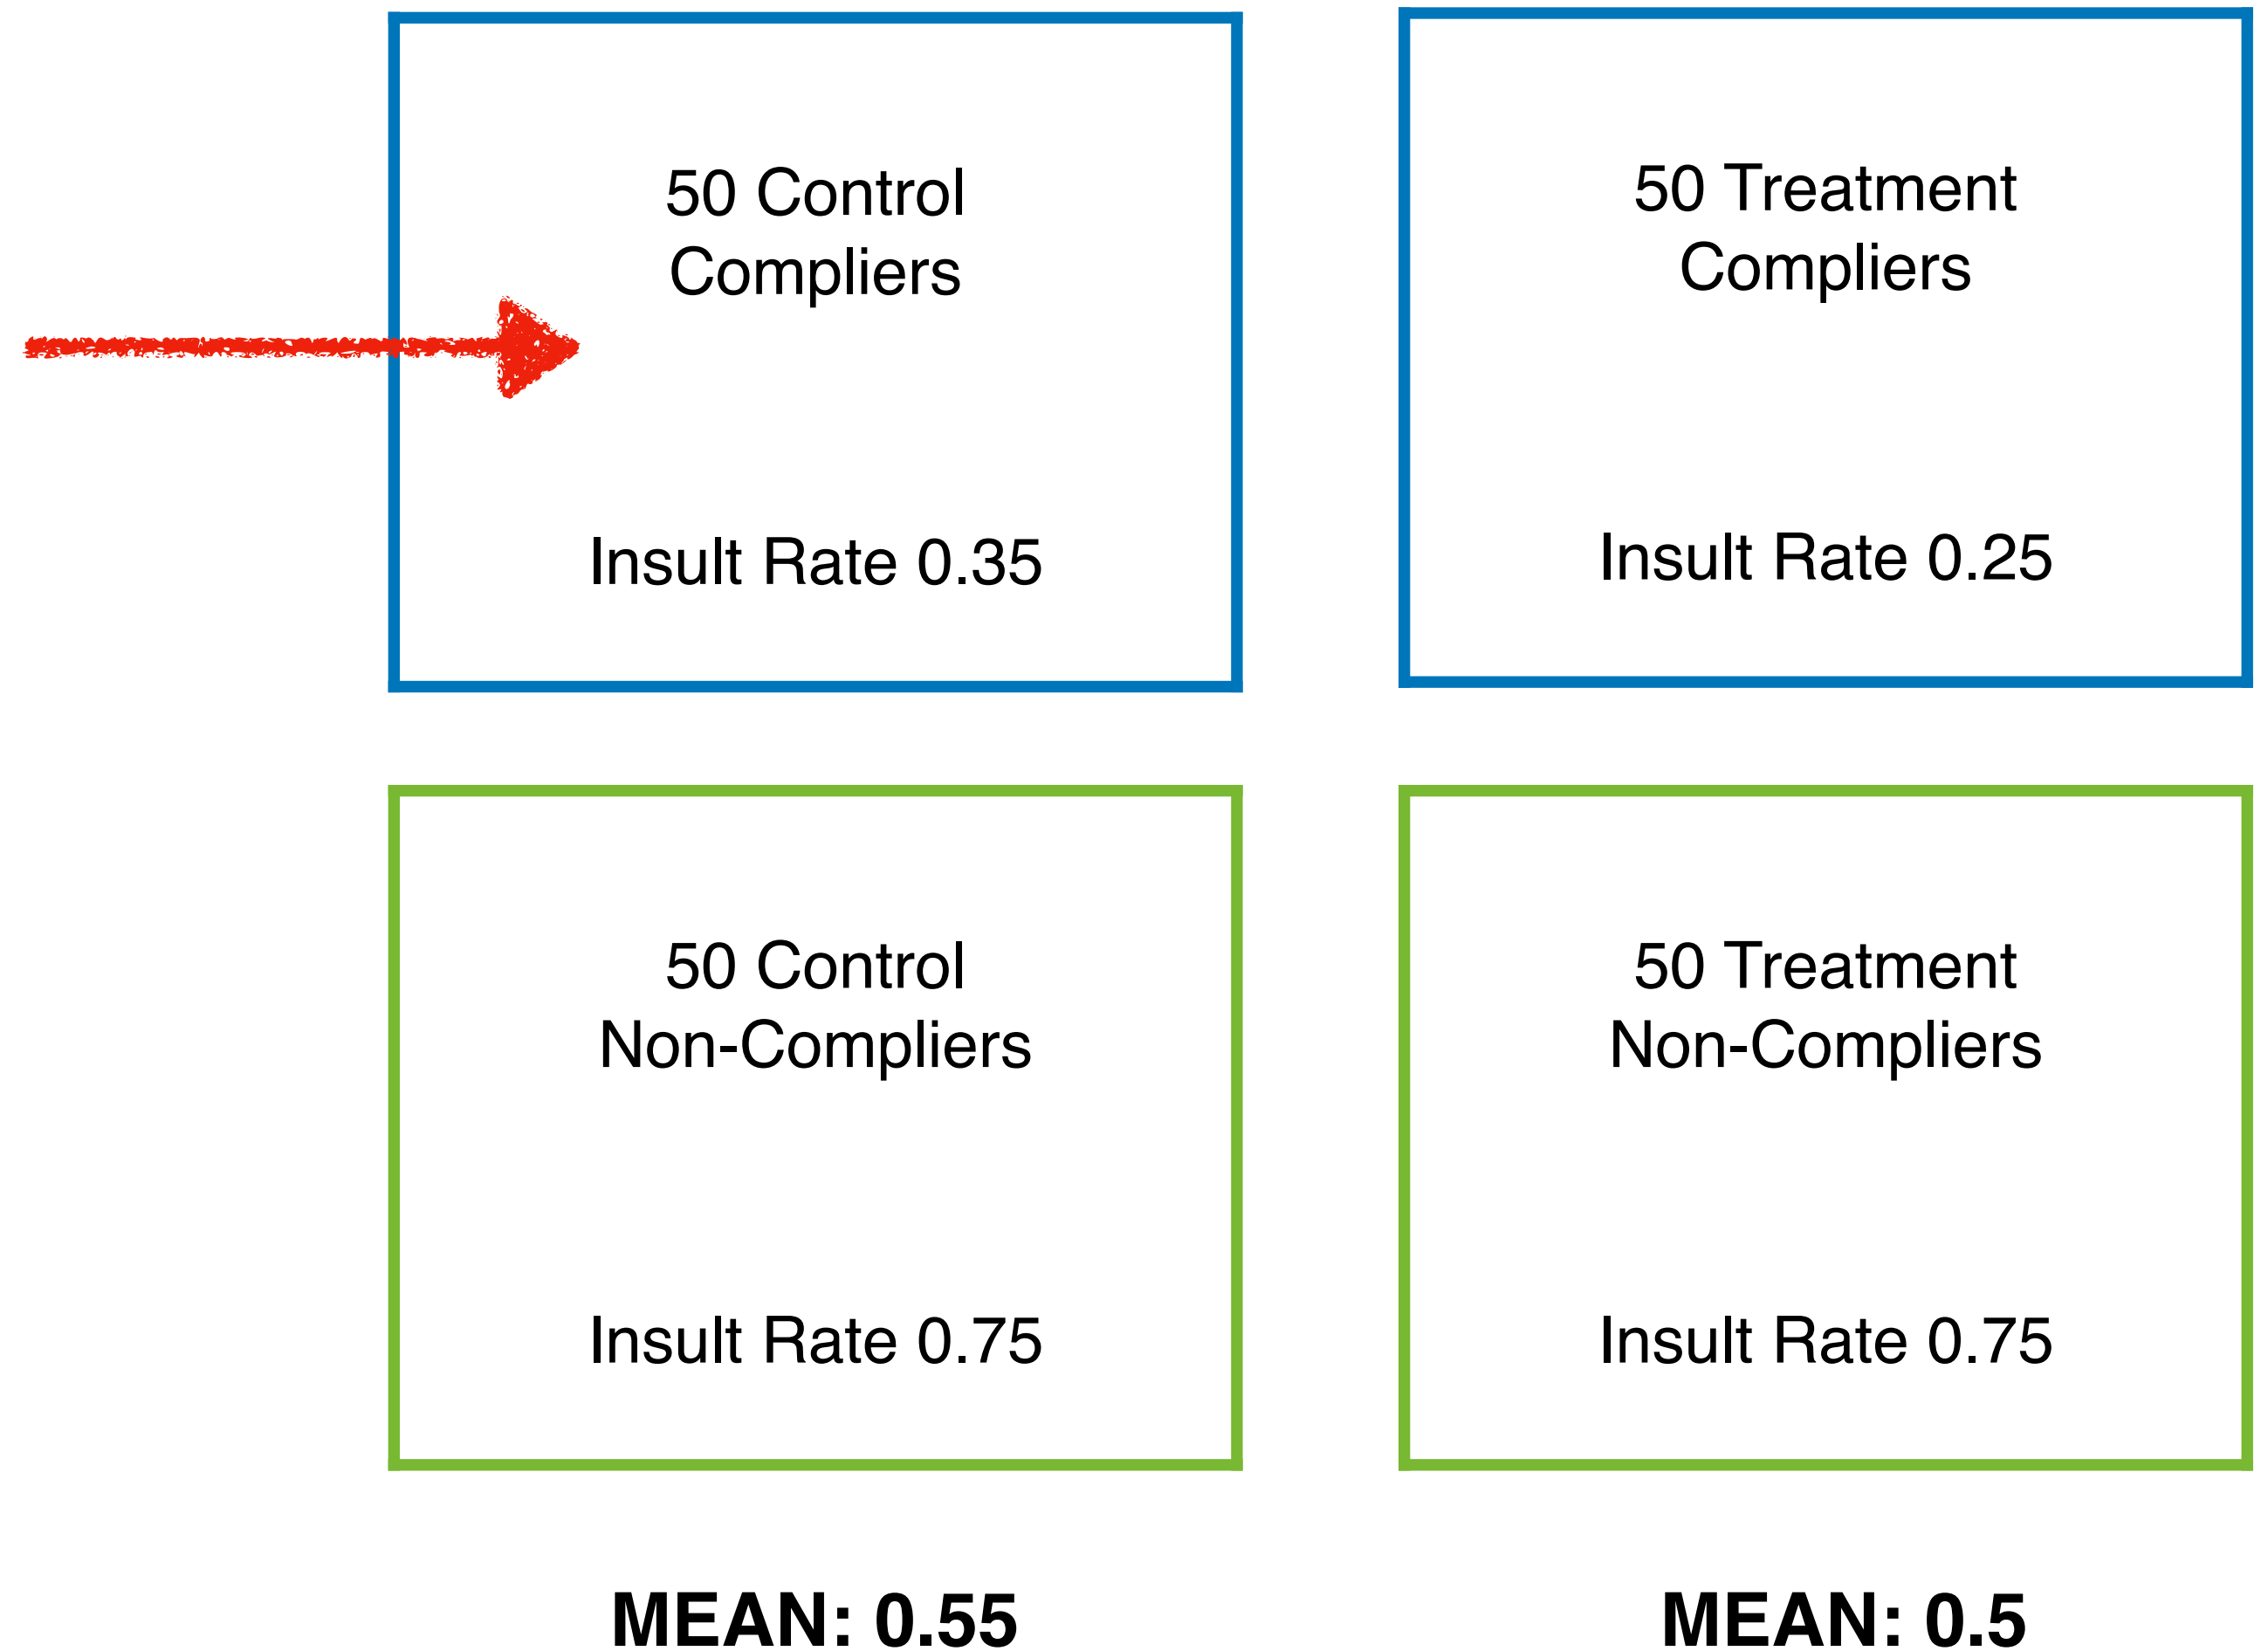 50 Control
Compliers
Insult Rate 0.35
50 Treatment
Compliers
Insult Rate 0.25
50 Control
Non-Compliers
Insult Rate 0.75
50 Treatment
Non-Compliers
Insult Rate 0.75
MEAN: 0.55
MEAN: 0.5